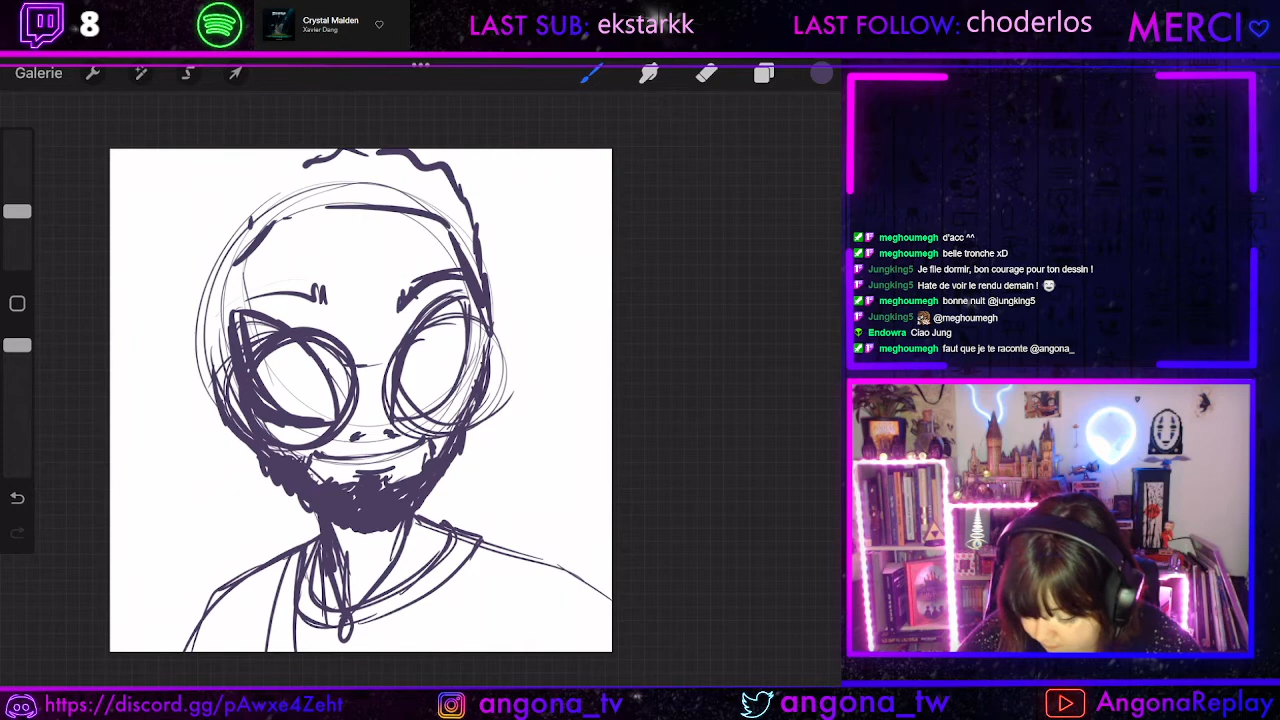 8
Crystal Maiden
Xavier Dang
LAST SUB: ekstarkk
LAST FOLLOW: choderlos
MERCI
Galerie
meghoumegh d'acc ^^
meghoumegh belle tronche xD
Jungking5 Je file dormir, bon courage pour ton dessin !
Jungking5 Hate de voir le rendu demain !
meghoumegh bonne nuit @jungking5
Jungking5 @meghoumegh
Endowra Ciao Jung
meghoumegh faut que je te raconte @angona_
https://discord.gg/pAwxe4Zeht
angona_tv
angona_tw
AngonaReplay